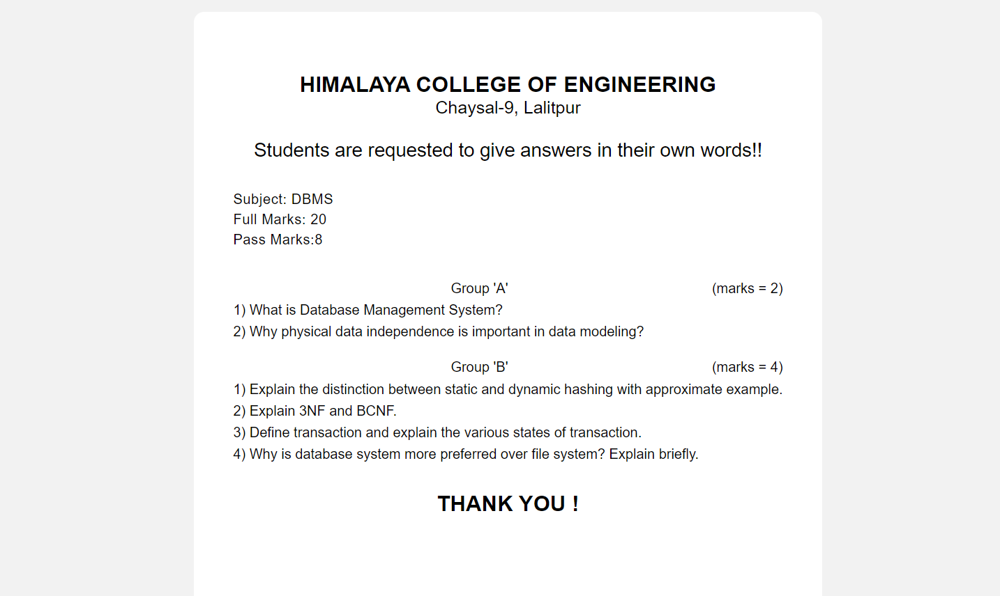 HIMALAYA COLLEGE OF ENGINEERING
Chaysal-9, Lalitpur
Students are requested to give answers in their own words!!
Subject: DBMS
Full Marks: 20
Pass Marks:8
Group 'A' (marks = 2)
1) What is Database Management System?
2) Why physical data independence is important in data modeling?
Group 'B' (marks = 4)
1) Explain the distinction between static and dynamic hashing with approximate example.
2) Explain 3NF and BCNF.
3) Define transaction and explain the various states of transaction.
4) Why is database system more preferred over file system? Explain briefly.
THANK YOU !